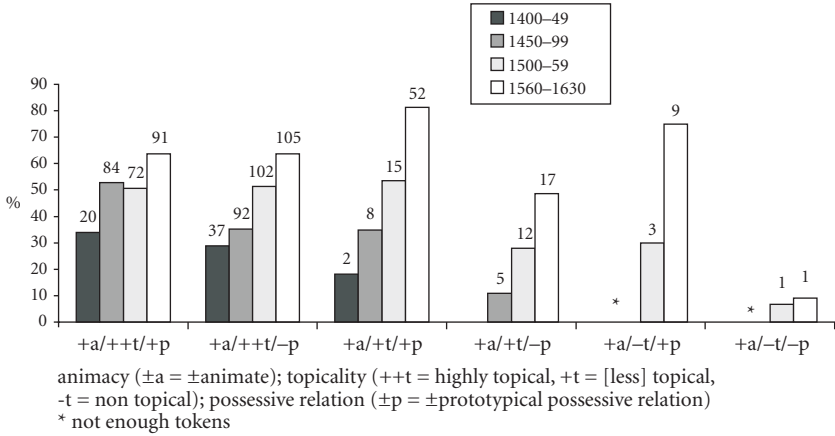 1400–49
1450–99
1500–59
1560–1630
90
80
70
60
50
40
30
20
10
0
%
20 84 72 91
37 92 102 105
2 8 15 52
5 12 17
* 3 9
* 1 1
+a/++t/+p +a/++t/–p +a/+t/+p +a/+t/–p +a/–t/+p +a/–t/–p
animacy (±a = ±animate); topicality (++t = highly topical, +t = [less] topical,
-t = non topical); possessive relation (±p = ±prototypical possessive relation)
* not enough tokens